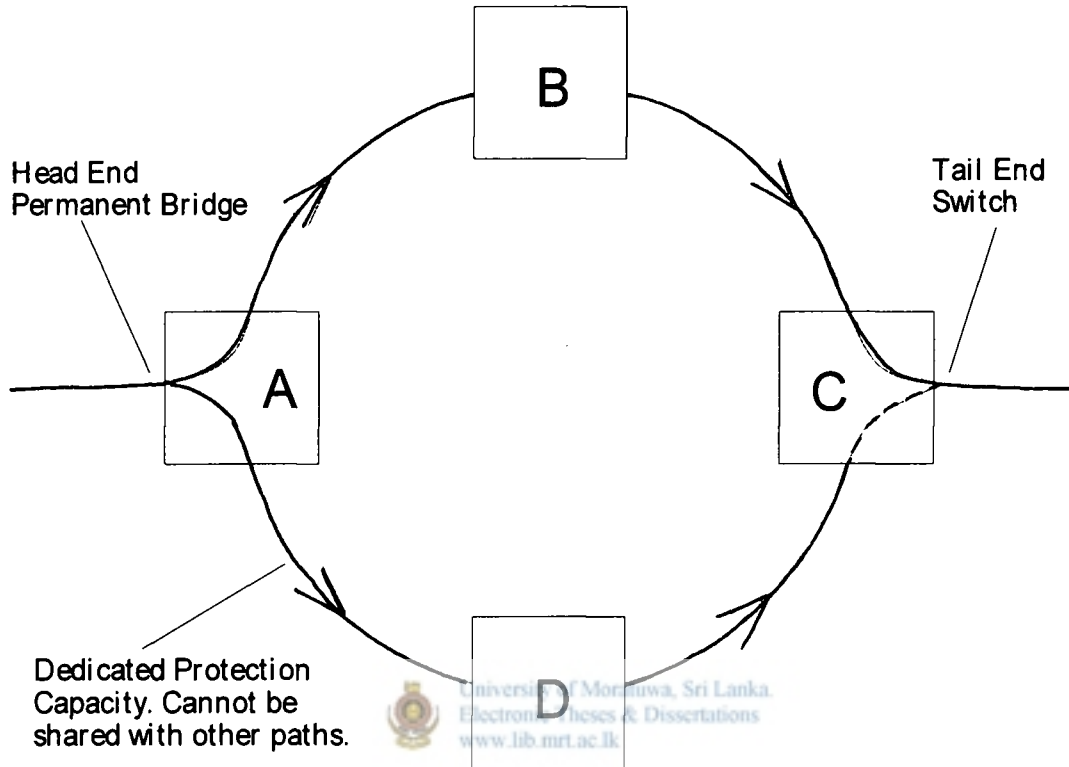 B
Head End
Permanent Bridge
Tail End
Switch
A
C
Dedicated Protection
Capacity. Cannot be
shared with other paths.
D
University of Moratuwa, Sri Lanka.
Electronic Theses & Dissertations
www.lib.mrt.ac.lk